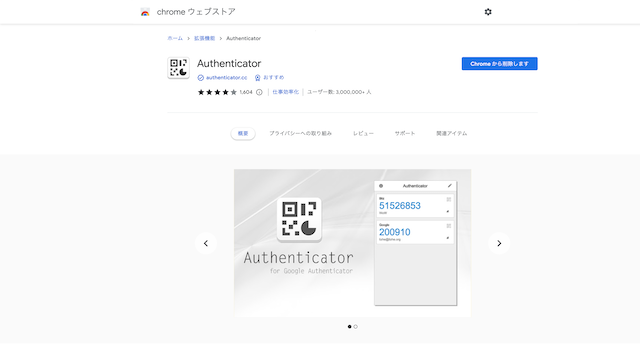 chrome ウェブストア
ホーム > 拡張機能 > Authenticator
Authenticator
Chrome から削除します
authenticator.cc おすすめ
1,604 仕事効率化 ユーザー数: 3,000,000+ 人
概要 プライバシーへの取り組み レビュー サポート 関連アイテム
Authenticator
51526853
Google
200910
Authenticator
for Google Authenticator